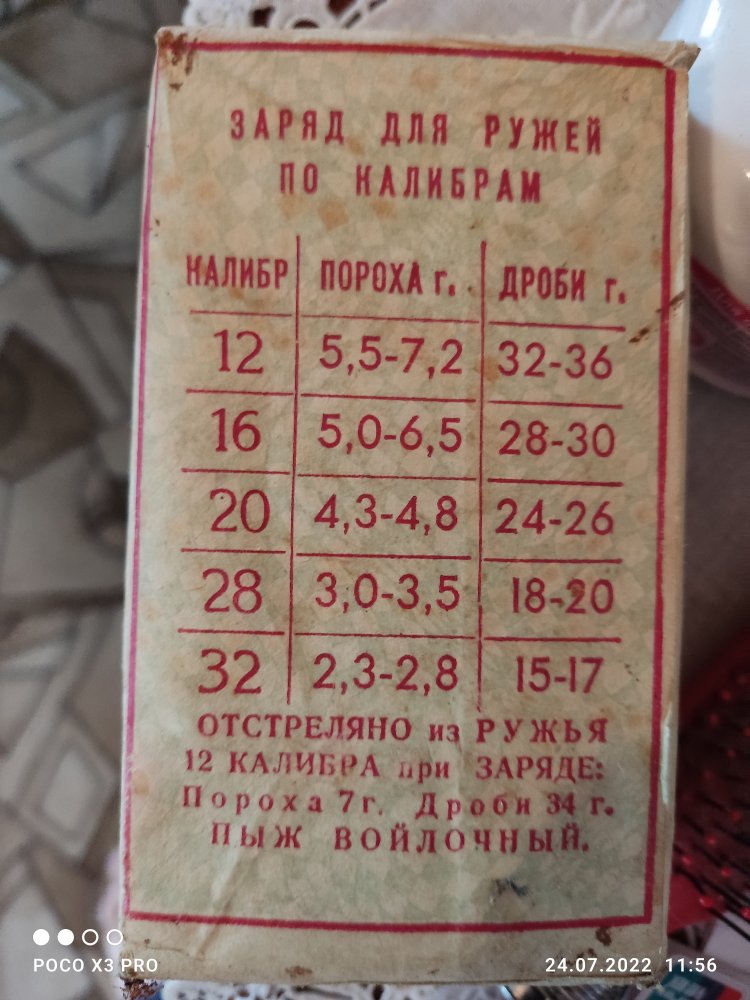 ЗАРЯД ДЛЯ РУЖЕЙ
ПО КАЛИБРАМ
КАЛИБР ПОРОХА г. ДРОБИ г.
12 5,5-7,2 32-36
16 5,0-6,5 28-30
20 4,3-4,8 24-26
28 3,0-3,5 18-20
32 2,3-2,8 15-17
ОТСТРЕЛЯНО из РУЖЬЯ
12 КАЛИБРА при ЗАРЯДЕ:
Пороха 7 г. Дроби 34 г.
ПЫЖ ВОЙЛОЧНЫЙ.
POCO X3 PRO 24.07.2022 11:56